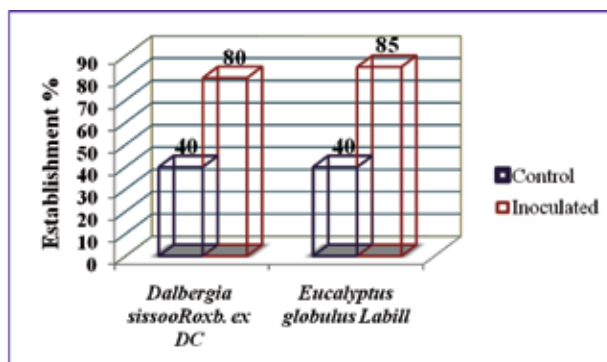 Establishment %
90
80
70
60
50
40
30
20
10
0
40
80
40
85
Dalbergia
sissooRoxb. ex
DC
Eucalyptus
globulus Labill
Control
Inoculated